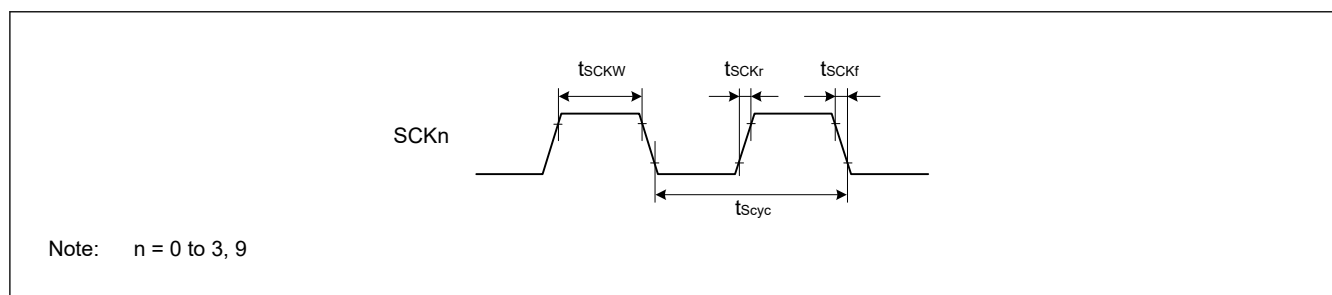 tSCKW tSCKr tSCKf
SCKn
tScyc
Note: n = 0 to 3, 9